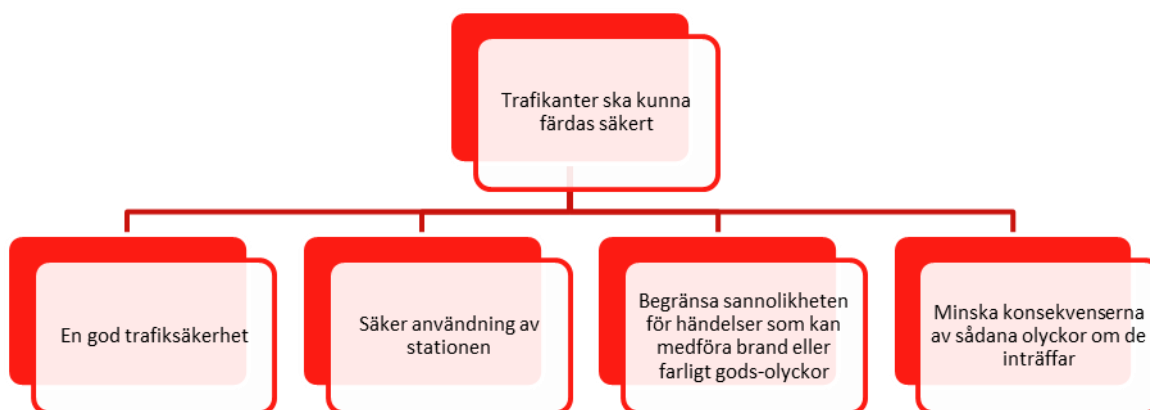 Trafikanter ska kunna
färdas säkert
En god trafiksäkerhet
Säker användning av
stationen
Begränsa sannolikheten
för händelser som kan
medföra brand eller
farligt gods-olyckor
Minska konsekvenserna
av sådana olyckor om de
inträffar